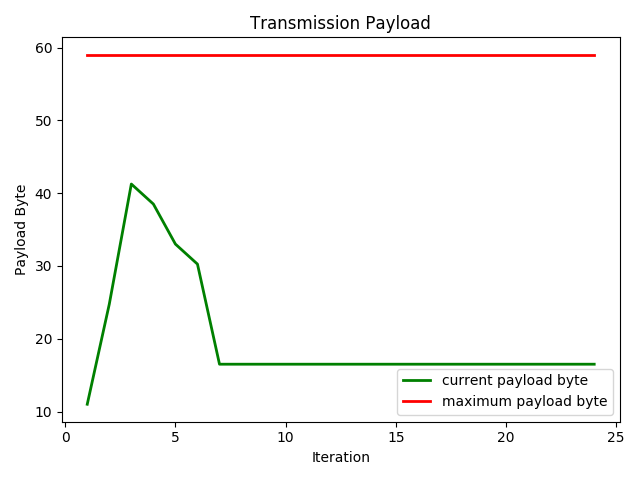 Transmission Payload
60
50
40
30
20
10
Payload Byte
0
5
10
15
20
25
Iteration
current payload byte
maximum payload byte